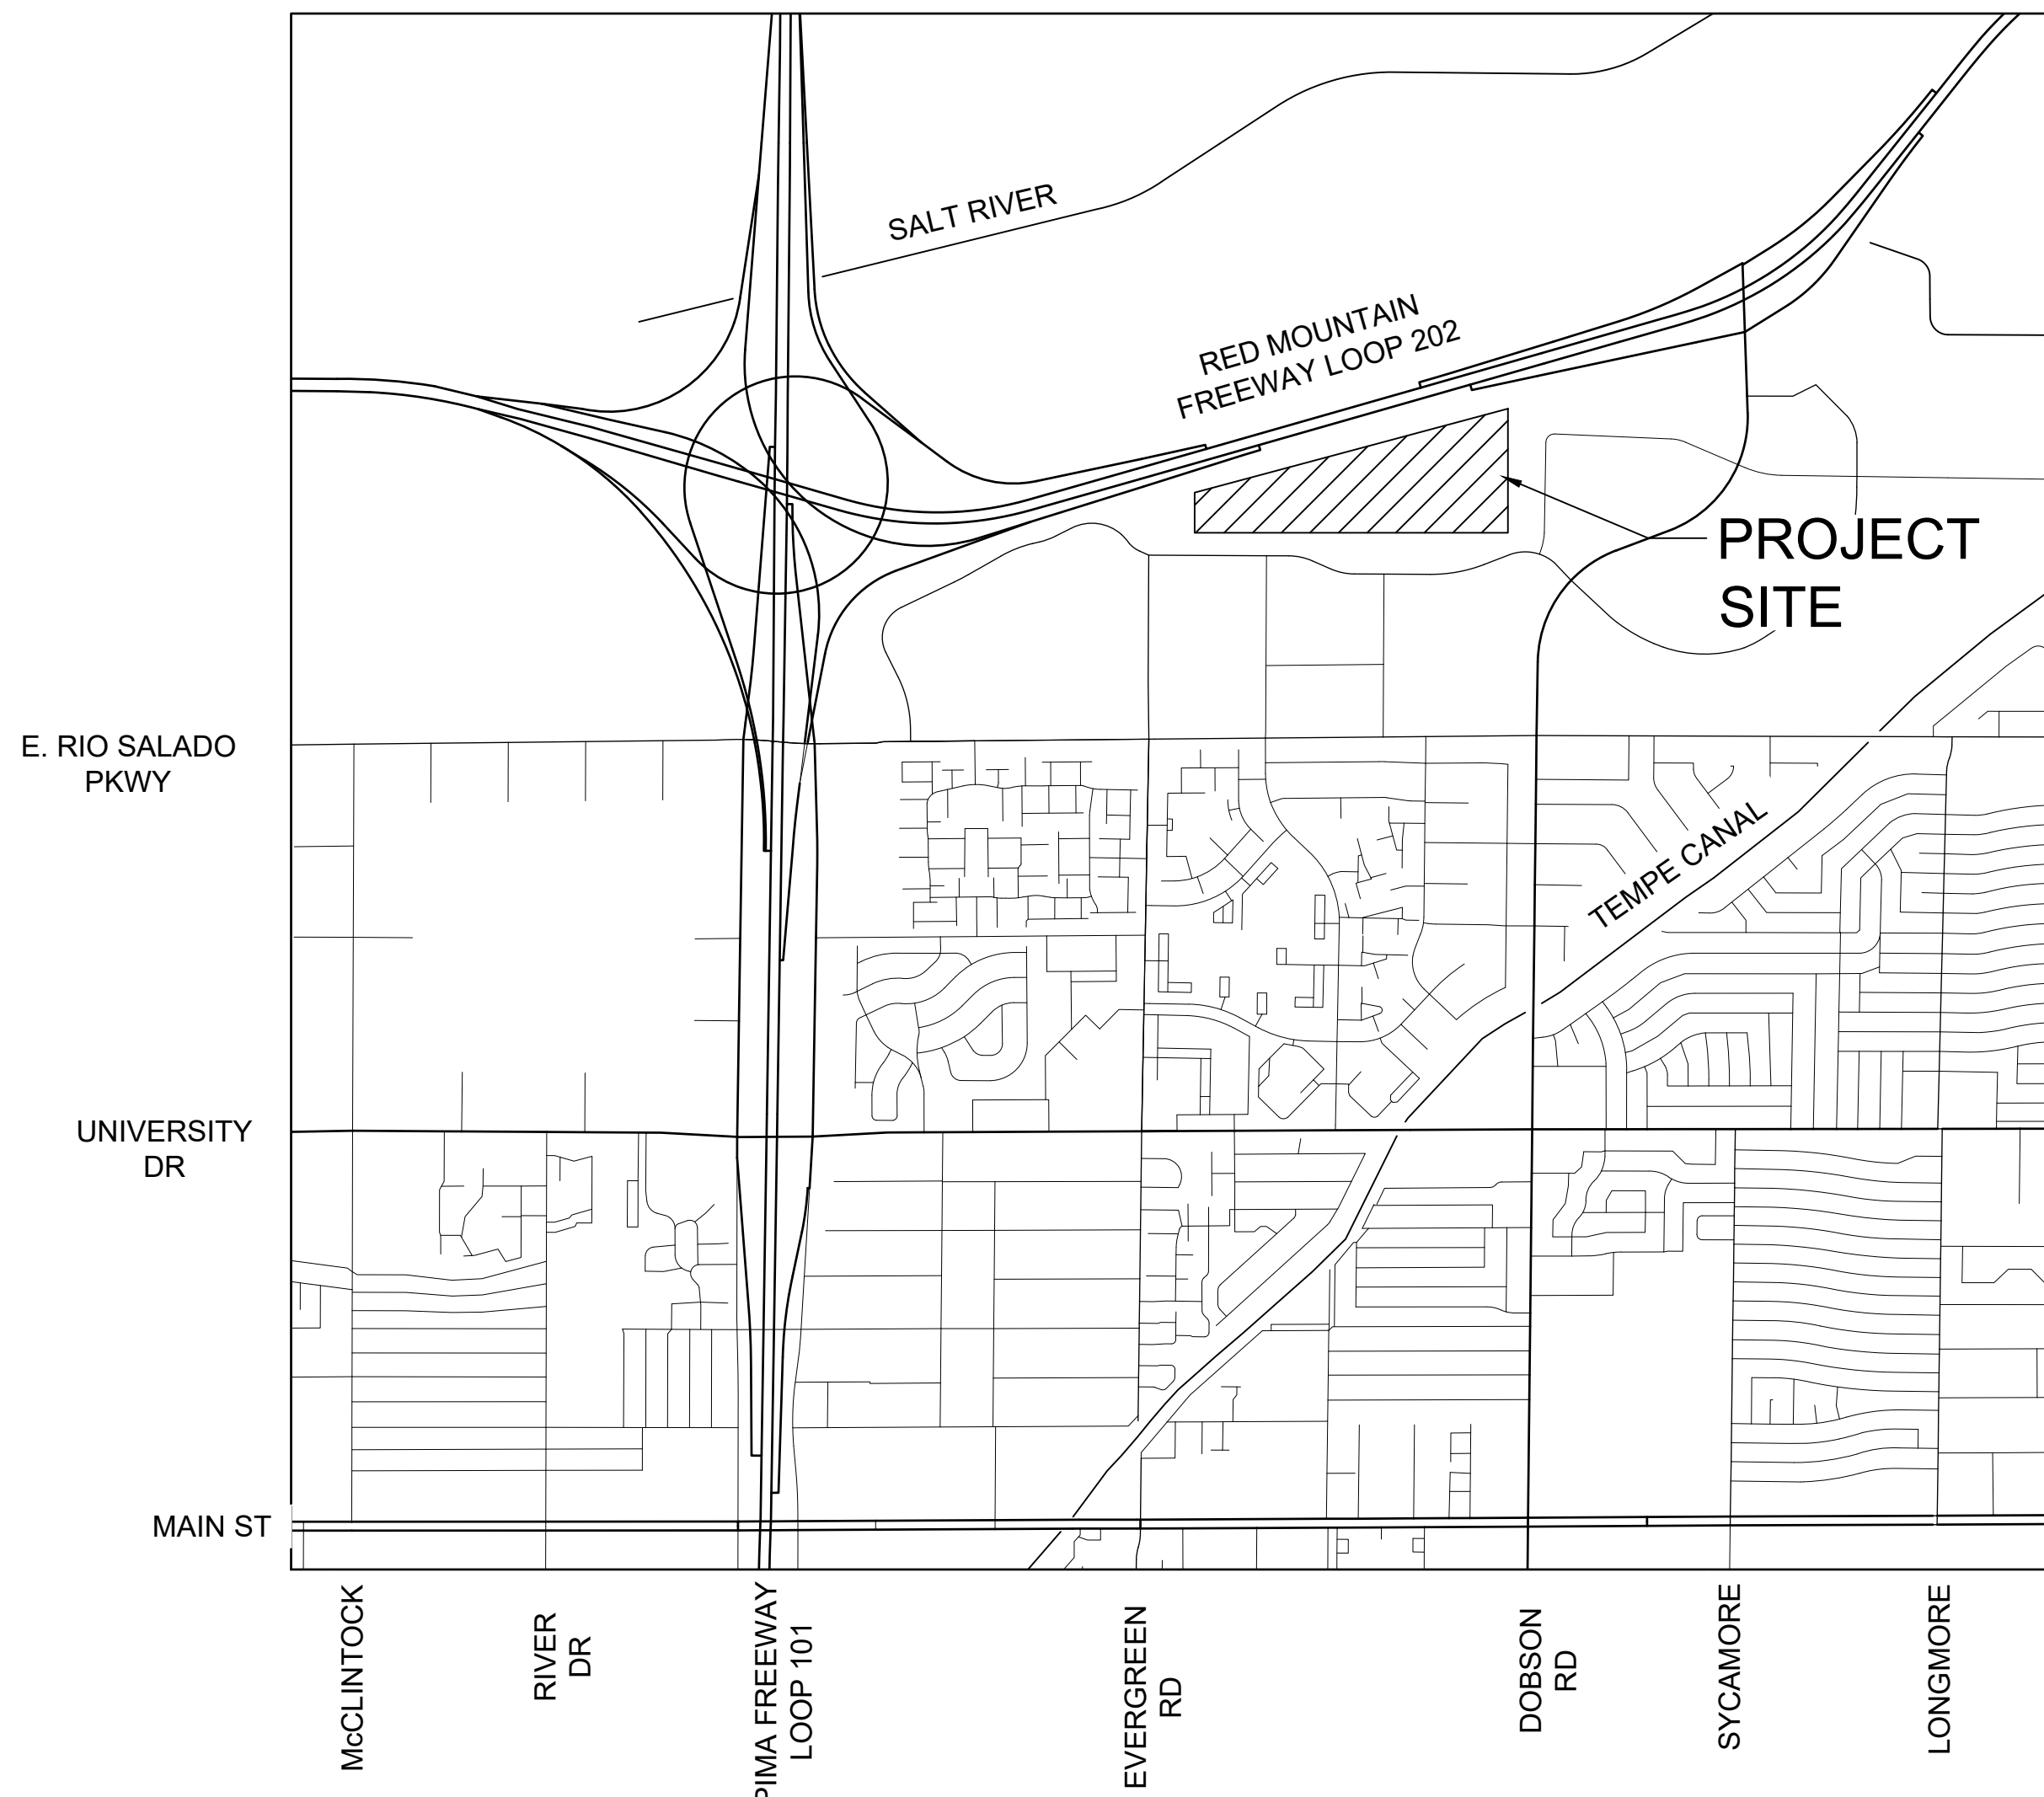 SALT RIVER
RED MOUNTAIN
FREEWAY LOOP 202
PROJECT
SITE
E. RIO SALADO
PKWY
TEMPE CANAL
UNIVERSITY
DR
MAIN ST
McCLINTOCK
RIVER
DR
PIMA FREEWAY
LOOP 101
EVERGREEN
RD
DOBSON
RD
SYCAMORE
LONGMORE